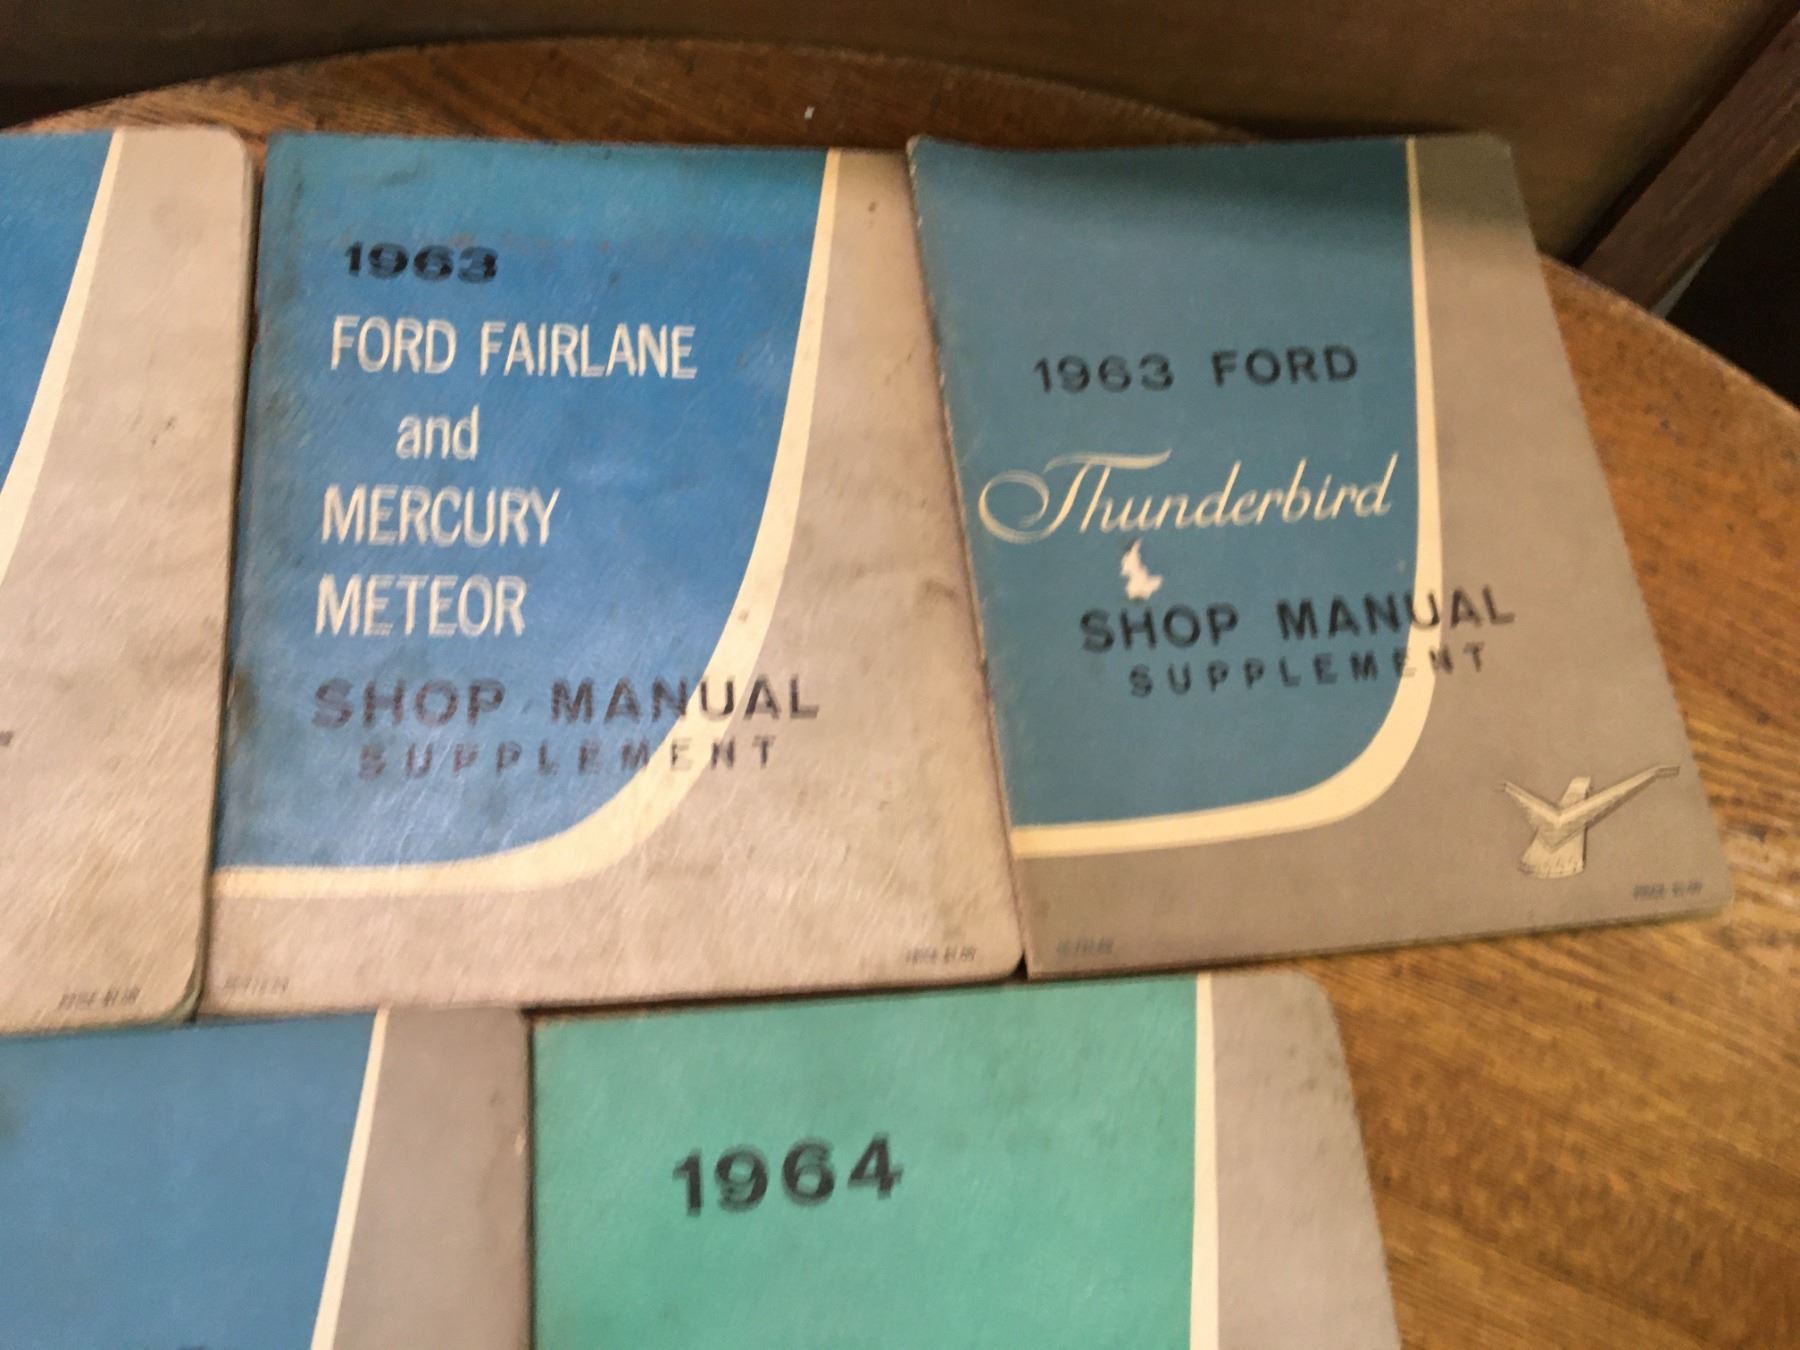 1963
FORD FAIRLANE
and
MERCURY
METEOR
SHOP MANUAL
SUPPLEMENT
1963 FORD
Thunderbird
SHOP MANUAL
SUPPLEMENT
1964